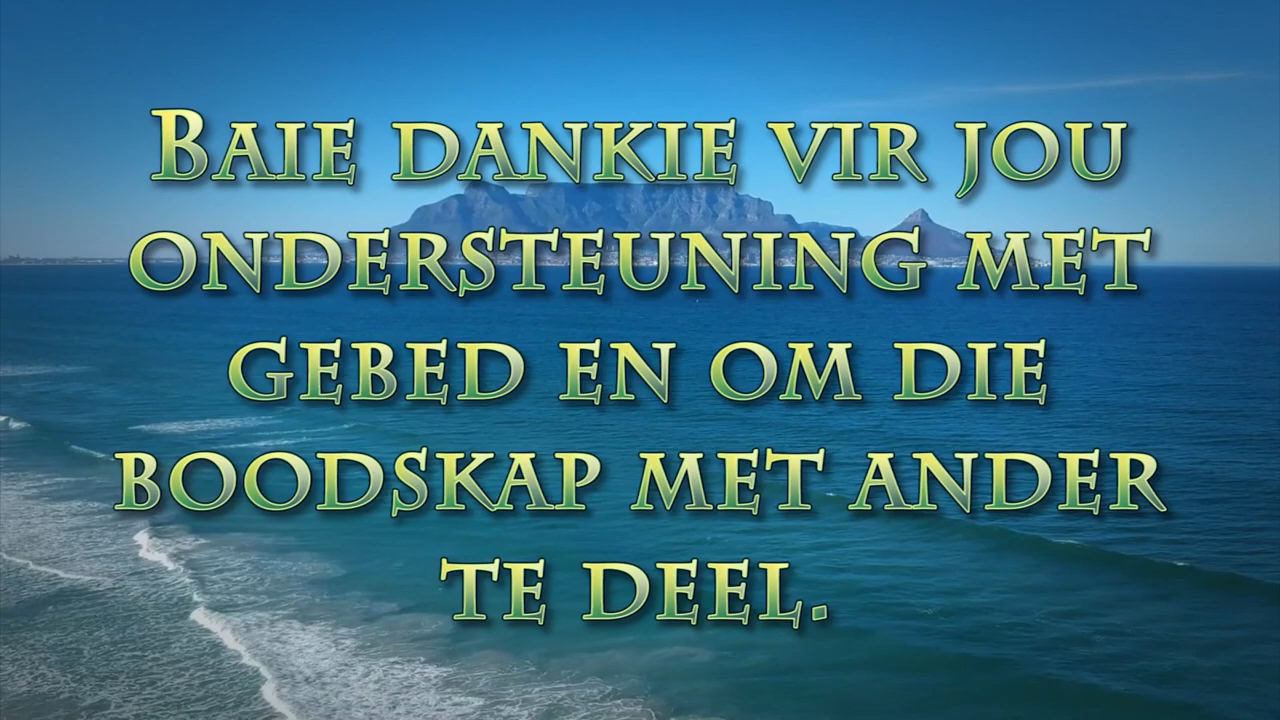 Baie dankie vir jou
ondersteuning met
gebed en om die
boodskap met ander
te deel.